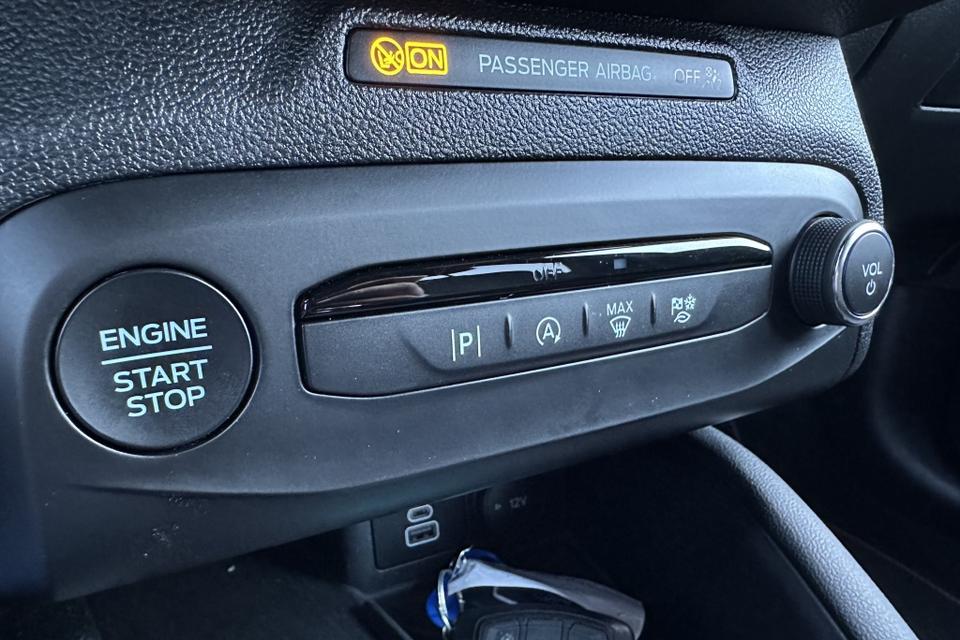 ON PASSENGER AIRBAG OFF
OFF
ENGINE
START
STOP
P
A
MAX
VOL
12V